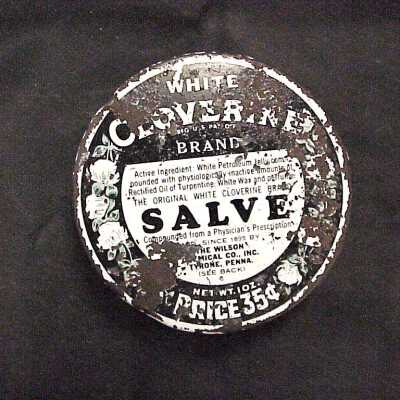 WHITE
CLOVERINE
REG. U.S. PAT. OFF.
BRAND
Active Ingredient: White Petroleum Jelly com-
pounded with physiologically inactive amounts of
Rectified Oil of Turpentine, White Wax and perfume
THE ORIGINAL WHITE CLOVERINE BRAND
SALVE
Compounded from a Physician's Prescription
SINCE 1895 BY
THE WILSON
CHEMICAL CO., INC.
TYRONE, PENNA.
(SEE BACK)
NET WT. 1 OZ.
PRICE 35¢